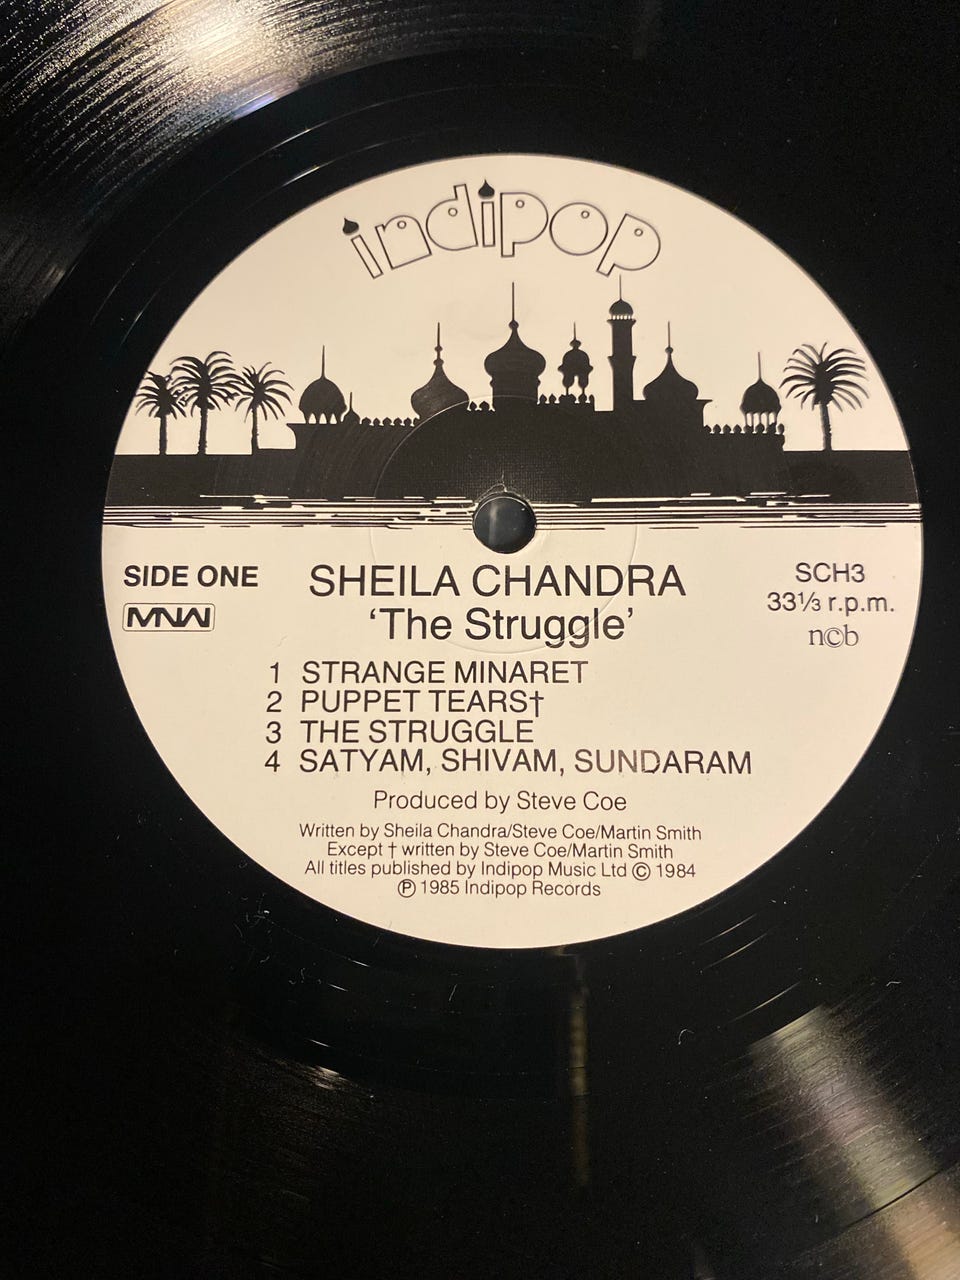 indipop
SIDE ONE
MNW
SHEILA CHANDRA
'The Struggle'
SCH3
33⅓ r.p.m.
n©b
1 STRANGE MINARET
2 PUPPET TEARS†
3 THE STRUGGLE
4 SATYAM, SHIVAM, SUNDARAM
Produced by Steve Coe
Written by Sheila Chandra/Steve Coe/Martin Smith
Except † written by Steve Coe/Martin Smith
All titles published by Indipop Music Ltd © 1984
℗ 1985 Indipop Records